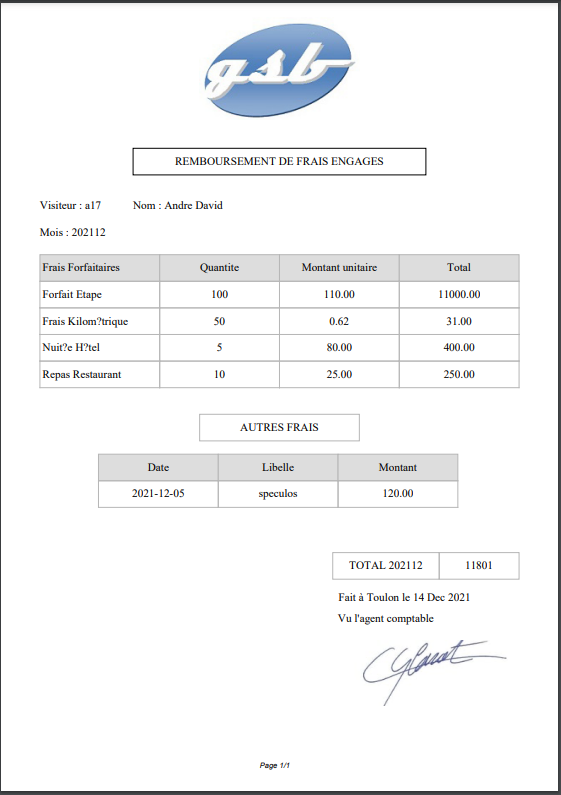 gsb
REMBOURSEMENT DE FRAIS ENGAGES
Visiteur : a17 Nom : Andre David
Mois : 202112
Frais Forfaitaires Quantite Montant unitaire Total
Forfait Etape 100 110.00 11000.00
Frais Kilom?trique 50 0.62 31.00
Nuit?e H?tel 5 80.00 400.00
Repas Restaurant 10 25.00 250.00
AUTRES FRAIS
Date Libelle Montant
2021-12-05 speculos 120.00
TOTAL 202112 11801
Fait à Toulon le 14 Dec 2021
Vu l'agent comptable
Page 1/1